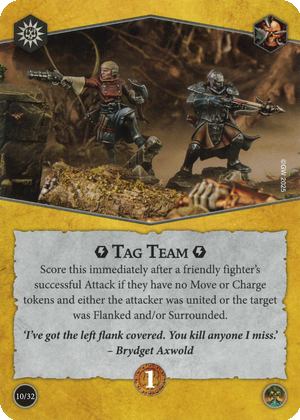 ©GW 2025
TAG TEAM
Score this immediately after a friendly fighter's
successful Attack if they have no Move or Charge
tokens and either the attacker was united or the target
was Flanked and/or Surrounded.
'I've got the left flank covered. You kill anyone I miss.'
– Brydget Axwold
10/32
1